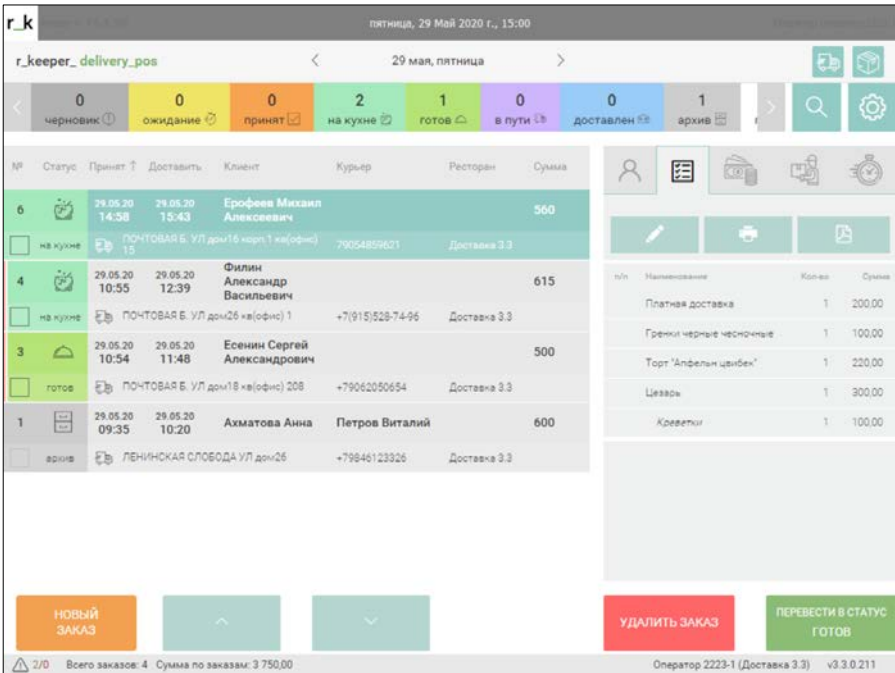 r_k
пятница, 29 Май 2020 г., 15:00
r_keeper_ delivery_pos
29 мая, пятница
0 черновик
0 ожидание
0 принят
2 на кухне
1 готов
0 в пути
0 доставлен
1 архив
№ Статус Принят Доставить Клиент Курьер Ресторан Сумма
6 29.05.20 14:58 29.05.20 15:43 Ерофеев Михаил Алексеевич 560
на кухне ПОЧТОВАЯ Б. УЛ дом16 корп.1 кв(офис) 15 79054859621 Доставка 3.3
4 29.05.20 10:55 29.05.20 12:39 Филин Александр Васильевич 615
на кухне ПОЧТОВАЯ Б. УЛ дом26 кв(офис) 1 +7(915)528-74-96 Доставка 3.3
3 29.05.20 10:54 29.05.20 11:48 Есенин Сергей Александрович 500
готов ПОЧТОВАЯ Б. УЛ дом18 кв(офис) 208 +79062050654 Доставка 3.3
1 29.05.20 09:35 29.05.20 10:20 Ахматова Анна Петров Виталий 600
архив ЛЕНИНСКАЯ СЛОБОДА УЛ дом26 +79846123326 Доставка 3.3
п/п Наименование Кол-во Сумма
Платная доставка 1 200,00
Гренки черные чесночные 1 100,00
Торт "Апфельн цвибек" 1 220,00
Цезарь 1 300,00
Креветки 1 100,00
НОВЫЙ ЗАКАЗ
УДАЛИТЬ ЗАКАЗ
ПЕРЕВЕСТИ В СТАТУС ГОТОВ
2/0 Всего заказов: 4 Сумма по заказам: 3 750,00
Оператор 2223-1 (Доставка 3.3) v3.3.0.211